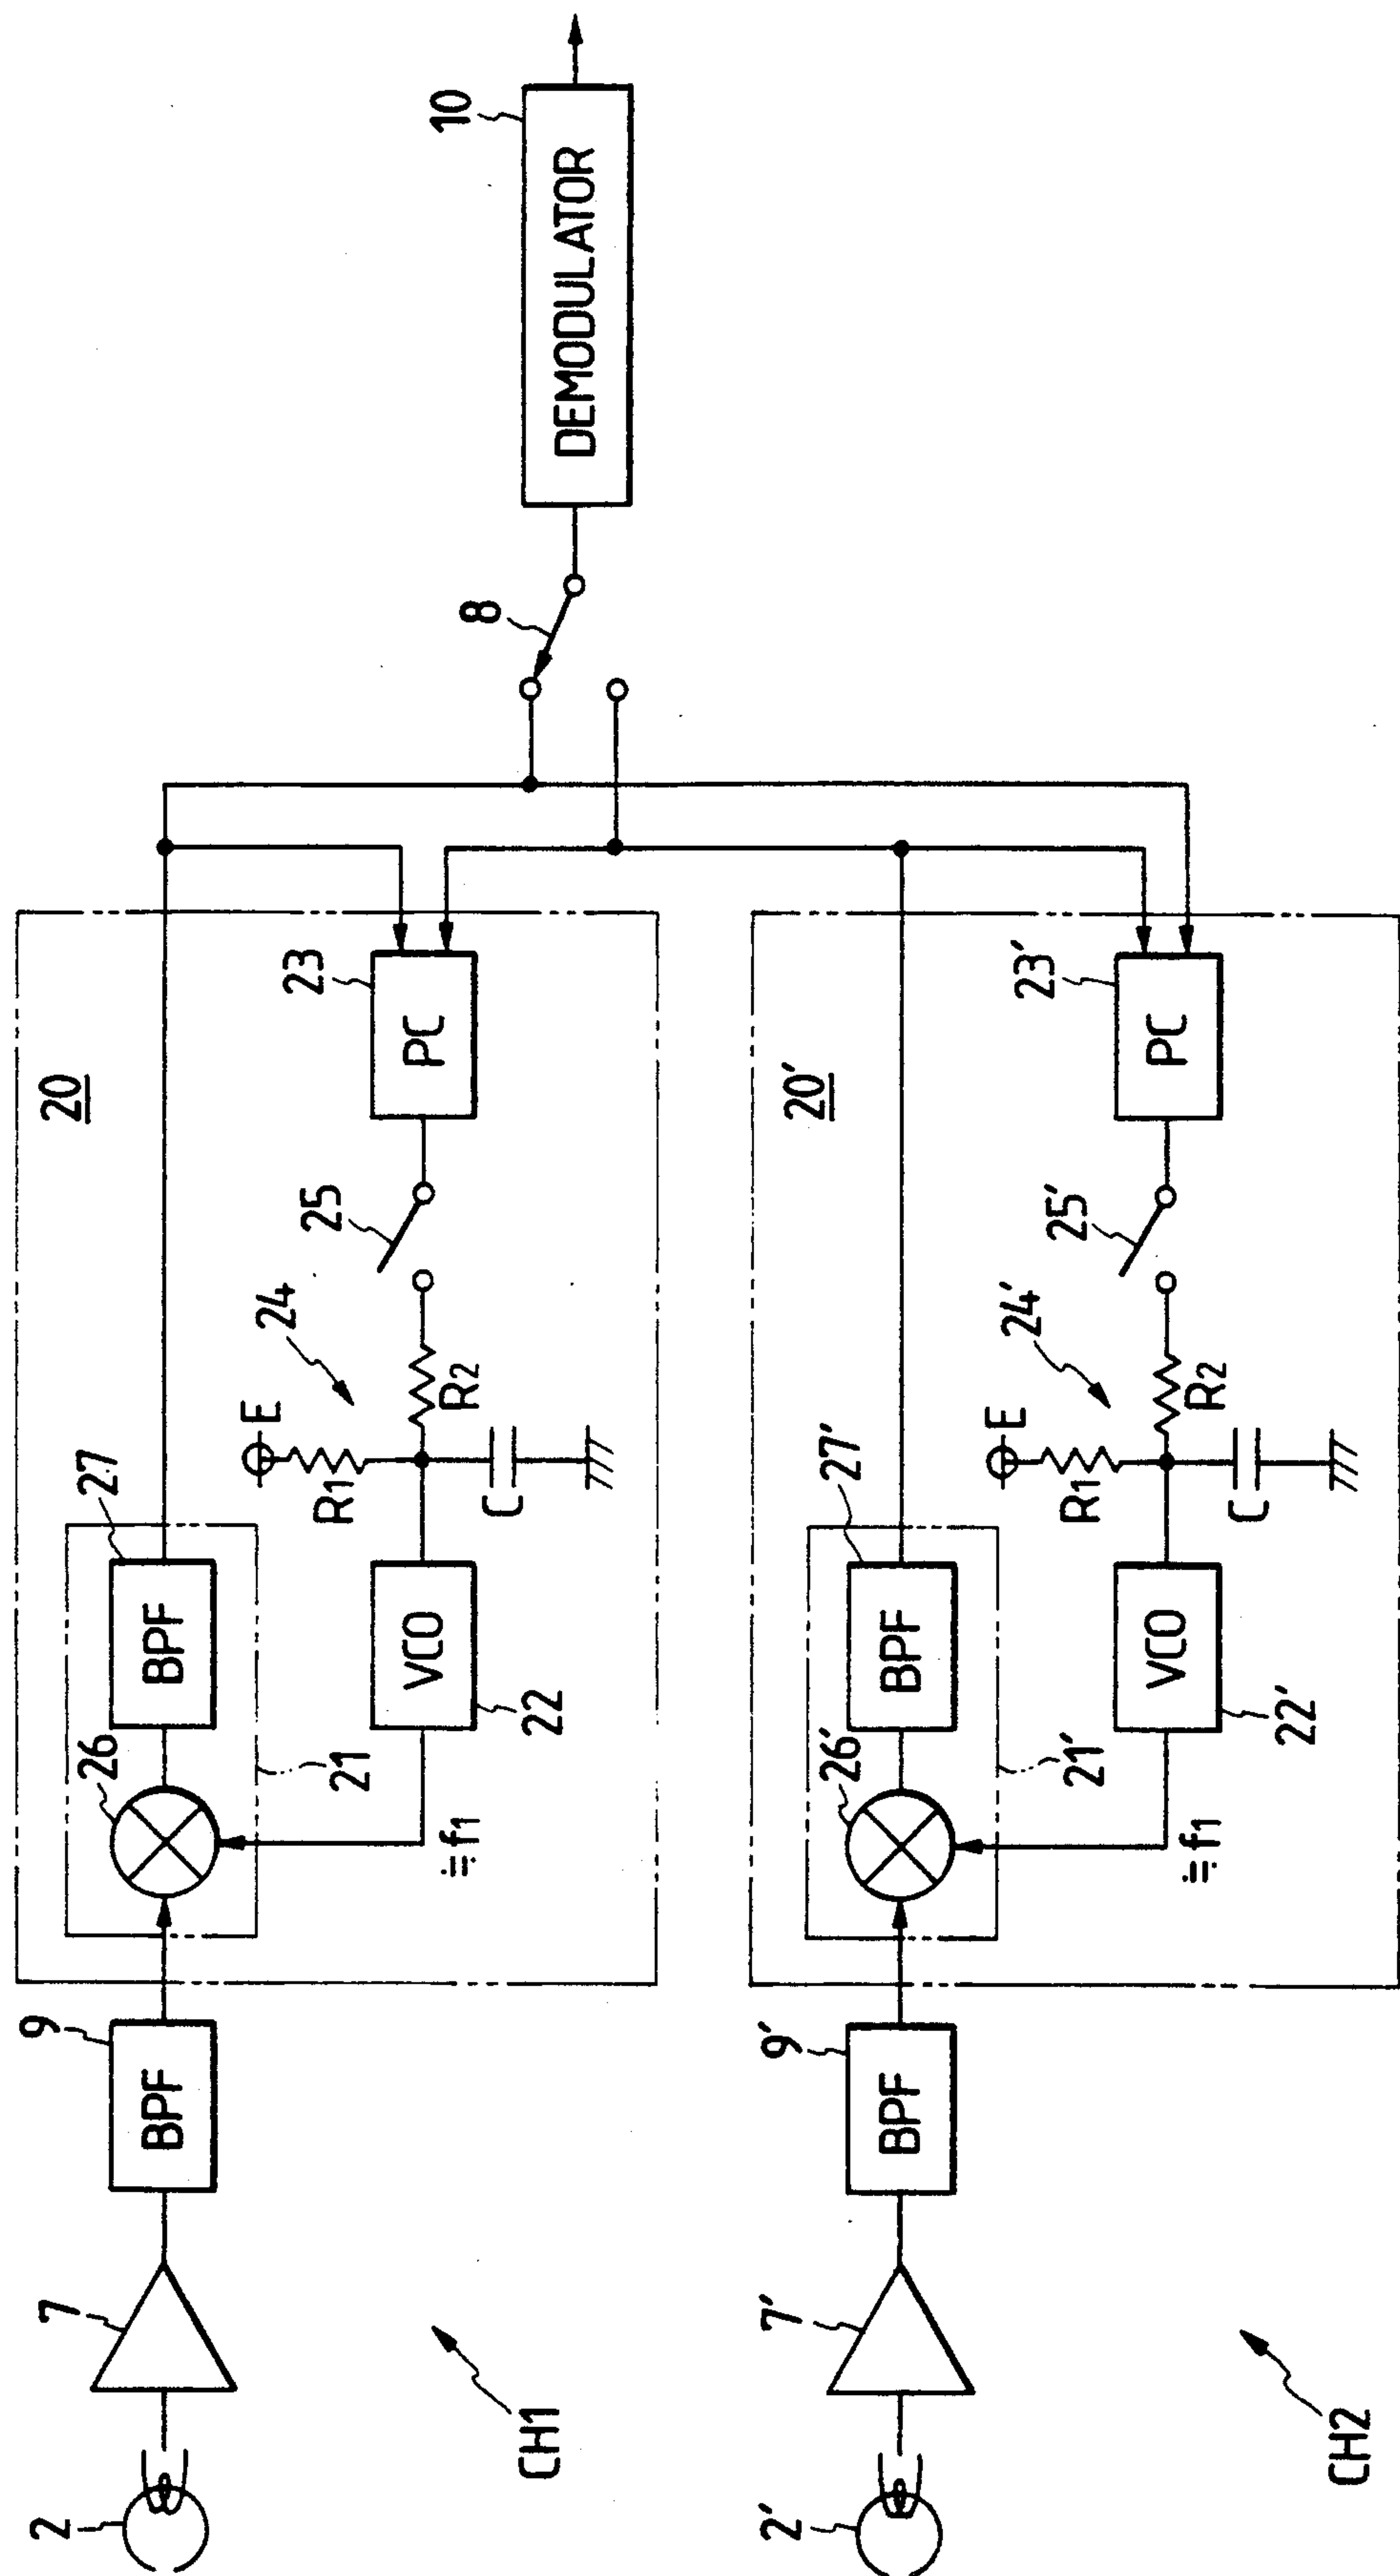 2
7
9
BPF
26
27
BPF
21
20
VCO
22
≒f1
E
R1
C
R2
24
25
23
PC
CH1
8
10
DEMODULATOR
2′
7′
9′
BPF
26′
27′
BPF
21′
20′
VCO
22′
≒f1
E
R1
C
R2
24′
25′
23′
PC
CH2